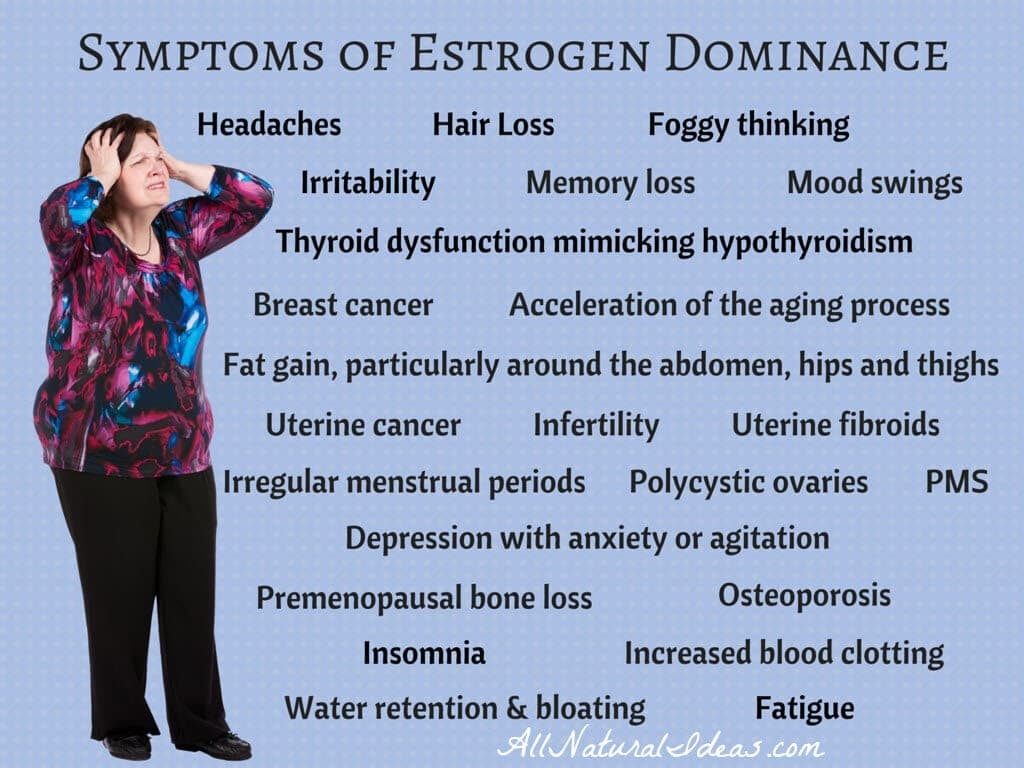 Symptoms of Estrogen Dominance
Headaches Hair Loss Foggy thinking
Irritability Memory loss Mood swings
Thyroid dysfunction mimicking hypothyroidism
Breast cancer Acceleration of the aging process
Fat gain, particularly around the abdomen, hips and thighs
Uterine cancer Infertility Uterine fibroids
Irregular menstrual periods Polycystic ovaries PMS
Depression with anxiety or agitation
Premenopausal bone loss Osteoporosis
Insomnia Increased blood clotting
Water retention & bloating Fatigue
AllNaturalIdeas.com